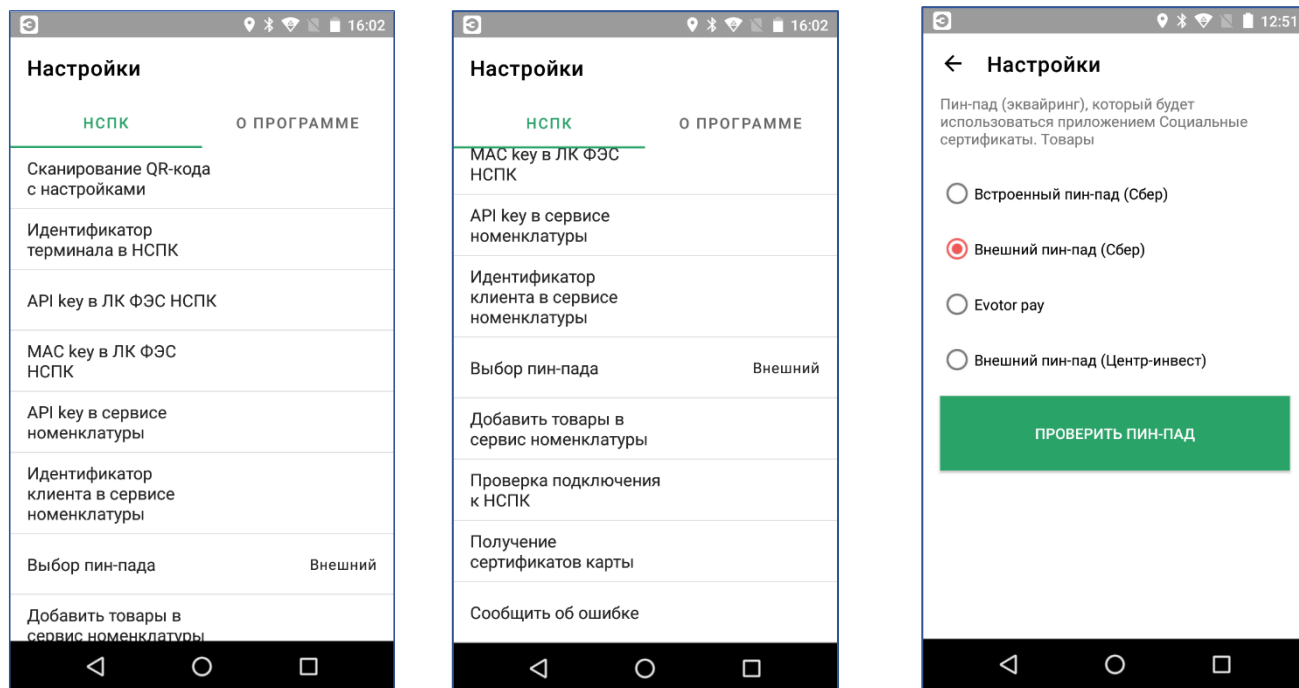 16:02
Настройки
НСПК
О ПРОГРАММЕ
Сканирование QR-кода
с настройками
Идентификатор
терминала в НСПК
API key в ЛК ФЭС НСПК
MAC key в ЛК ФЭС
НСПК
API key в сервисе
номенклатуры
Идентификатор
клиента в сервисе
номенклатуры
Выбор пин-пада
Внешний
Добавить товары в
сервис номенклатуры
16:02
Настройки
НСПК
О ПРОГРАММЕ
MAC key в ЛК ФЭС
НСПК
API key в сервисе
номенклатуры
Идентификатор
клиента в сервисе
номенклатуры
Выбор пин-пада
Внешний
Добавить товары в
сервис номенклатуры
Проверка подключения
к НСПК
Получение
сертификатов карты
Сообщить об ошибке
12:51
Настройки
Пин-пад (эквайринг), который будет
использоваться приложением Социальные
сертификаты. Товары
Встроенный пин-пад (Сбер)
Внешний пин-пад (Сбер)
Evotor pay
Внешний пин-пад (Центр-инвест)
ПРОВЕРИТЬ ПИН-ПАД